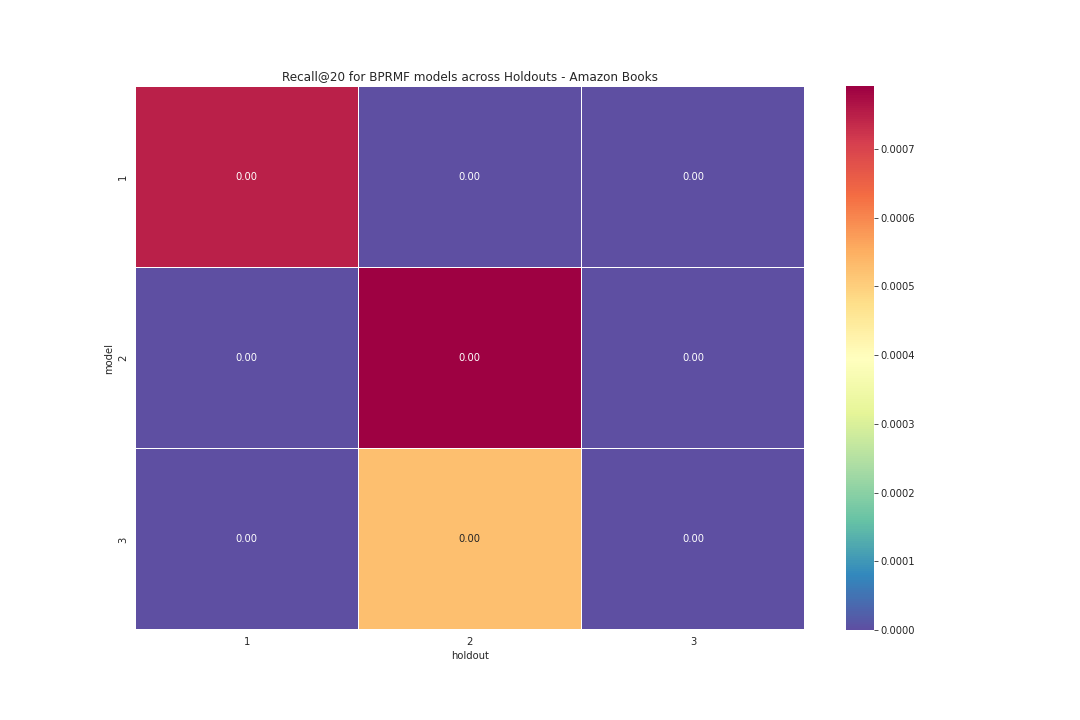 Recall@20 for BPRMF models across Holdouts - Amazon Books
1
0.00 0.00 0.00
2
0.00 0.00 0.00
3
0.00 0.00 0.00
model
1 2 3
holdout
0.0007
0.0006
0.0005
0.0004
0.0003
0.0002
0.0001
0.0000